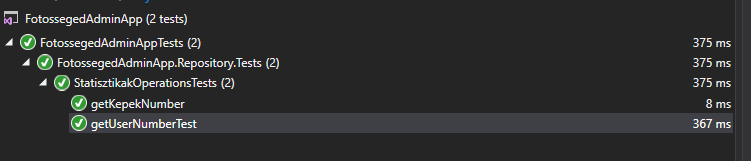 FotossegedAdminApp (2 tests)
FotossegedAdminAppTests (2) 375 ms
FotossegedAdminApp.Repository.Tests (2) 375 ms
StatisztikakOperationsTests (2) 375 ms
getKepekNumber 8 ms
getUserNumberTest 367 ms